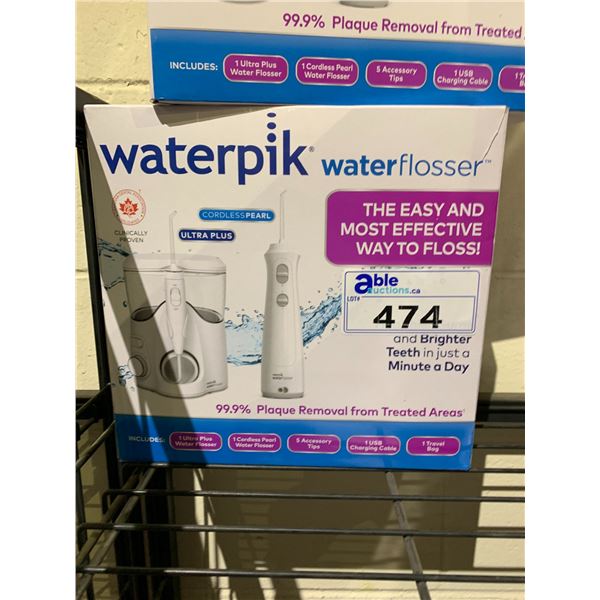 99.9% Plaque Removal from Treated
INCLUDES:
1 Ultra Plus
Water Flosser
1 Cordless Pearl
Water Flosser
5 Accessory
Tips
1 USB
Charging Cable
waterpik® waterflosser™
CLINICALLY
PROVEN
CORDLESSPEARL
ULTRA PLUS
THE EASY AND
MOST EFFECTIVE
WAY TO FLOSS!
able
auctions.ca
LOT#
474
and Brighter
Teeth in just a
Minute a Day
waterpik
waterflosser
99.9% Plaque Removal from Treated Areas
INCLUDES:
1 Ultra Plus
Water Flosser
1 Cordless Pearl
Water Flosser
5 Accessory
Tips
1 USB
Charging Cable
1 Travel
Bag